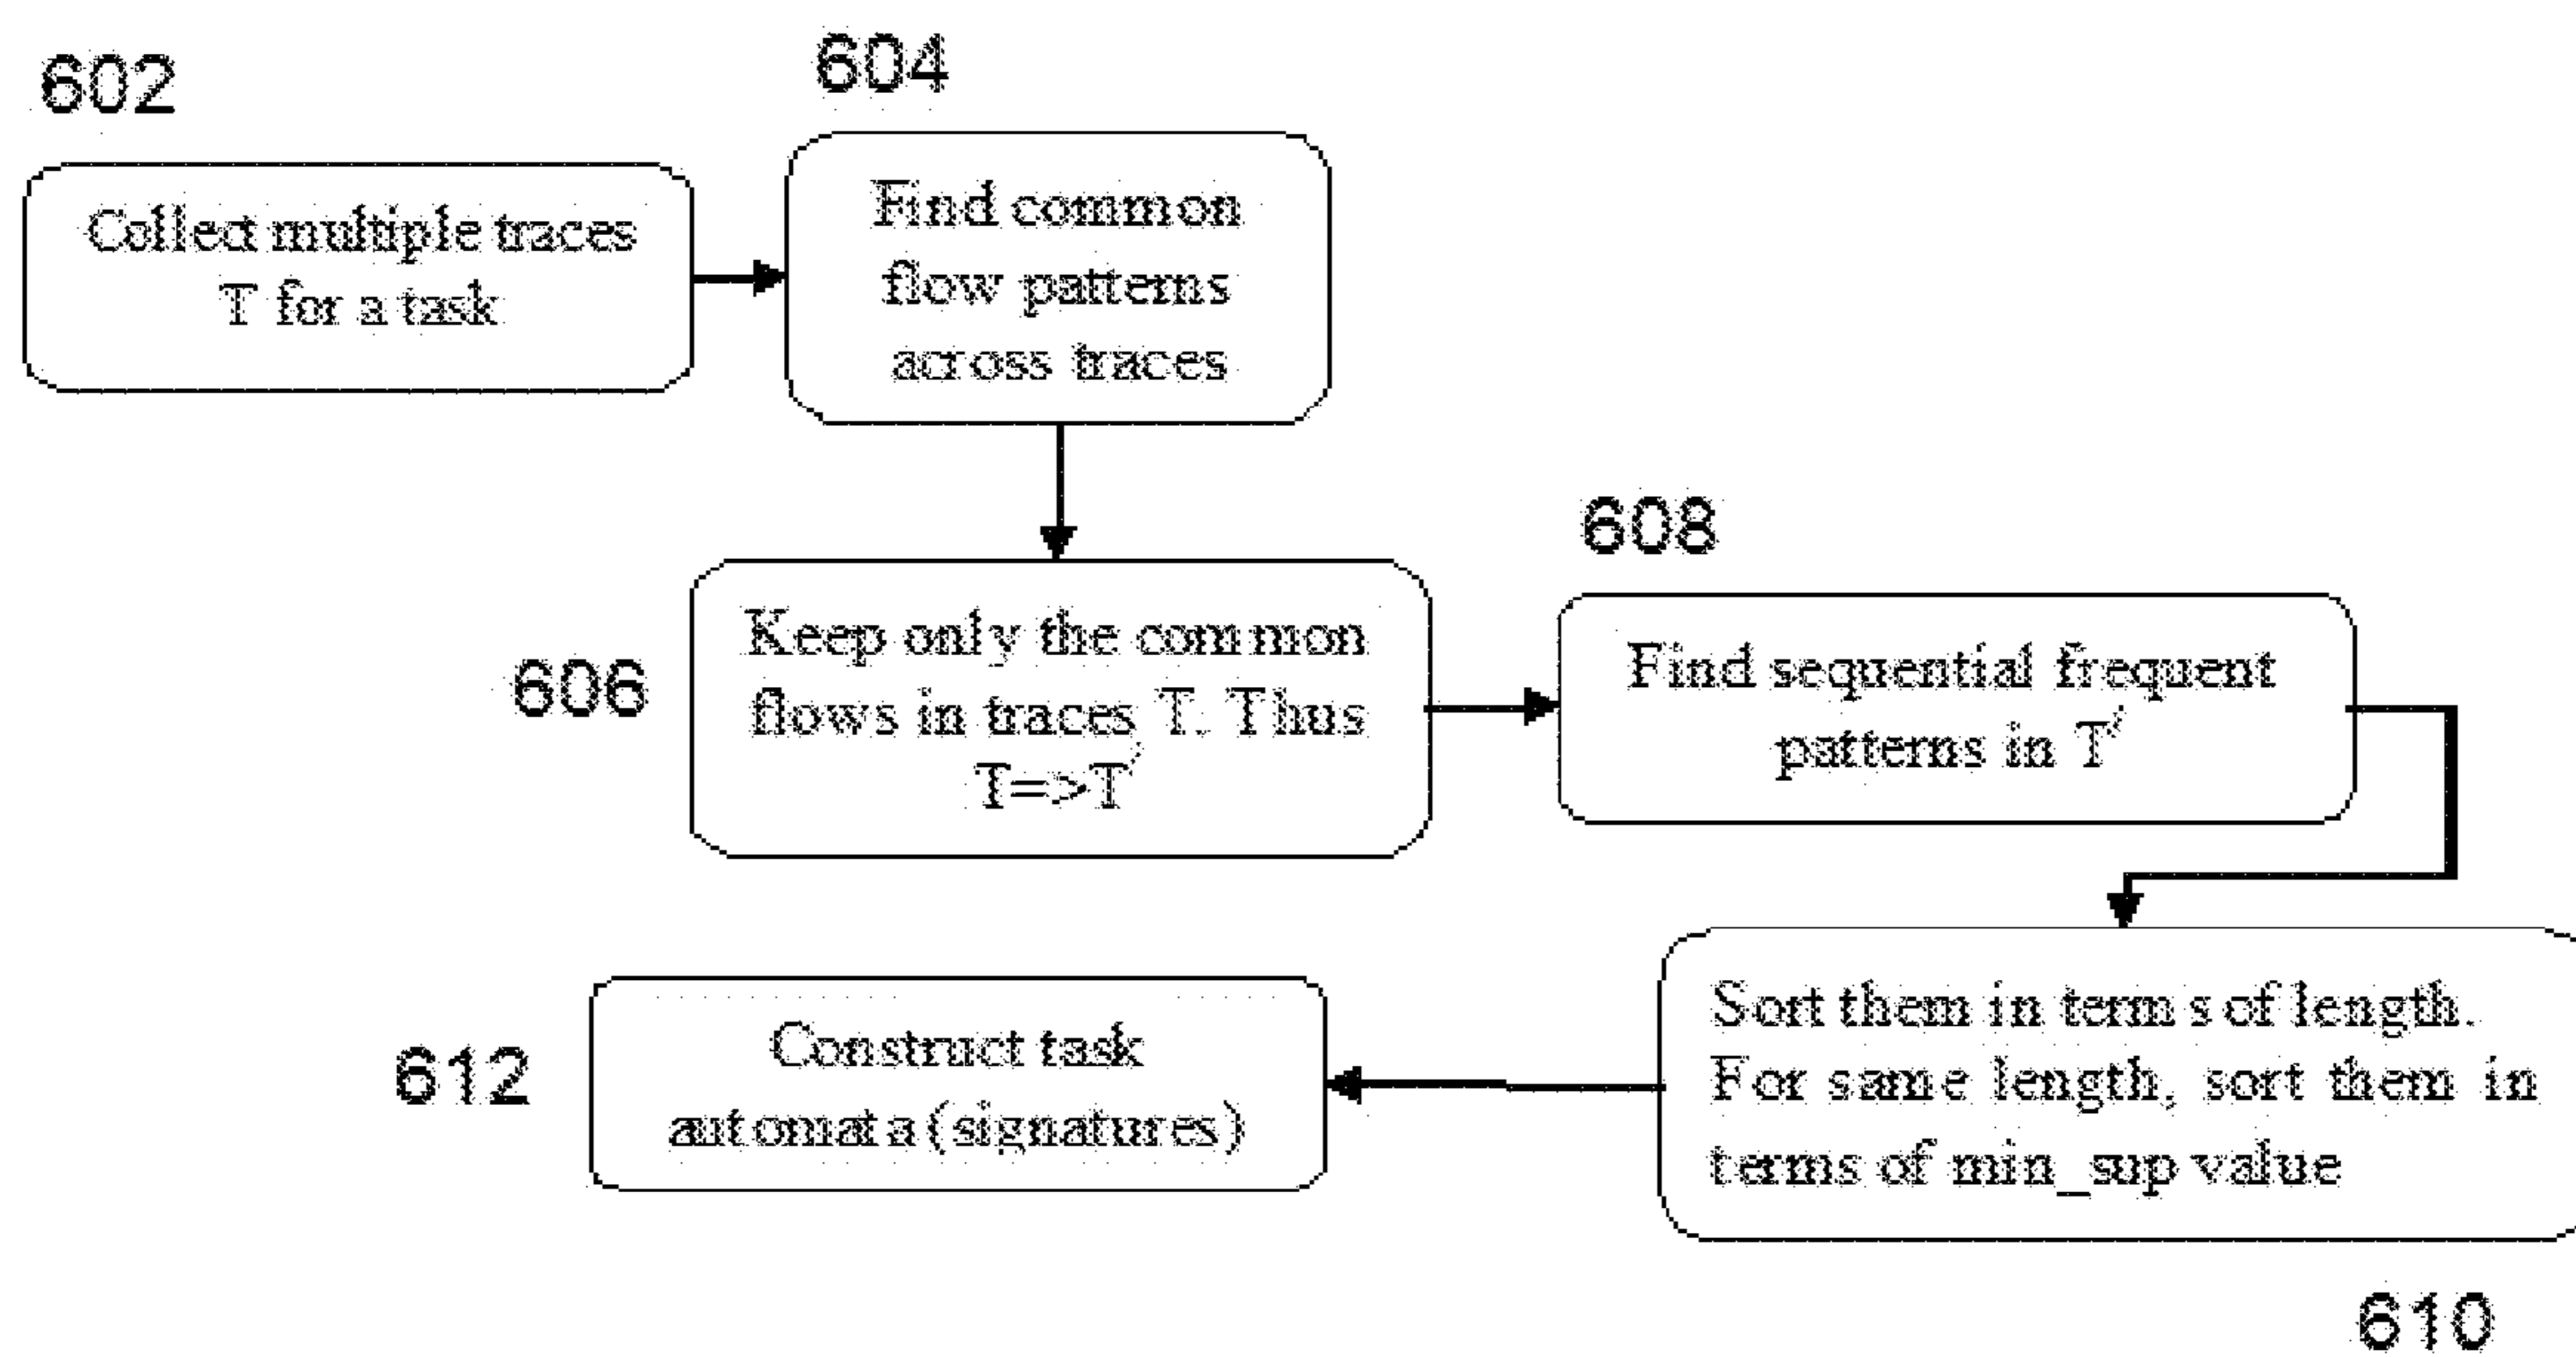 602
Collect multiple traces
T for a task
604
Find common
flow patterns
across traces
606
Keep only the common
flows in traces T. Thus
T=>T'
608
Find sequential frequent
patterns in T'
610
Sort them in terms of length.
For same length, sort them in
terms of min_sup value
612
Construct task
automata (signatures)